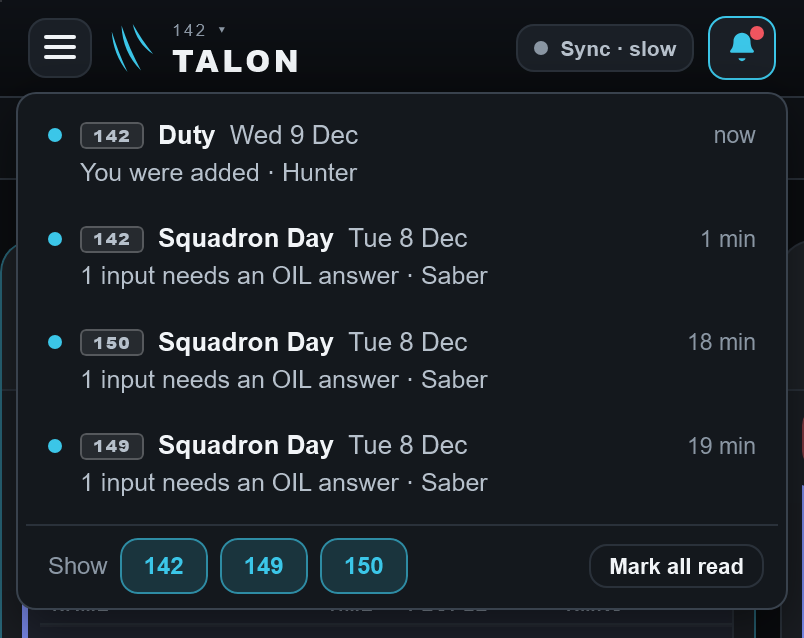 142 ▾
TALON
Sync · slow
142 Duty Wed 9 Dec now
You were added · Hunter
142 Squadron Day Tue 8 Dec 1 min
1 input needs an OIL answer · Saber
150 Squadron Day Tue 8 Dec 18 min
1 input needs an OIL answer · Saber
149 Squadron Day Tue 8 Dec 19 min
1 input needs an OIL answer · Saber
Show 142 149 150 Mark all read